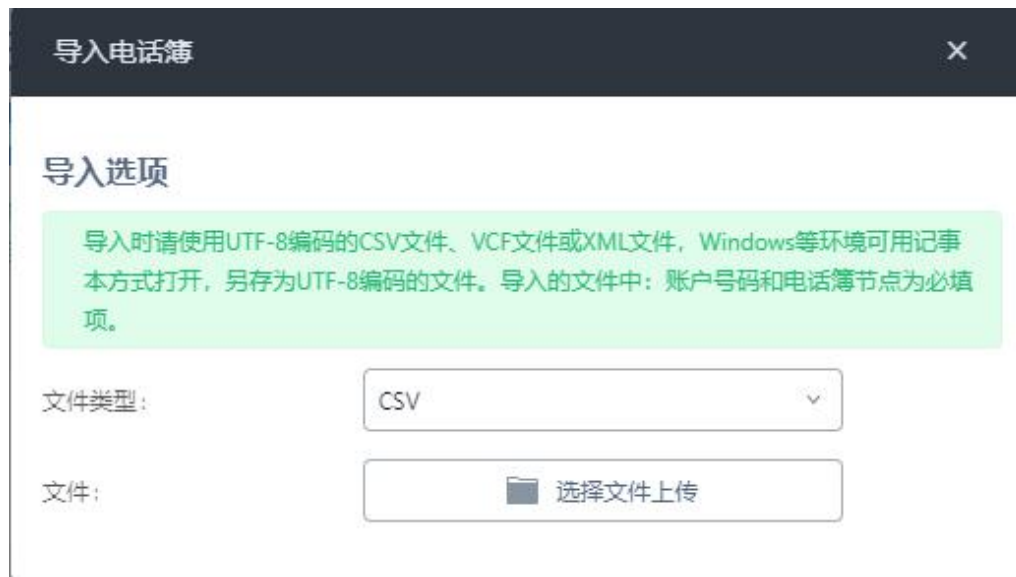 导入电话簿
导入选项
导入时请使用UTF-8编码的CSV文件、VCF文件或XML文件，Windows等环境可用记事
本方式打开，另存为UTF-8编码的文件。导入的文件中：账户号码和电话簿节点为必填
项。
文件类型：
CSV
文件：
选择文件上传